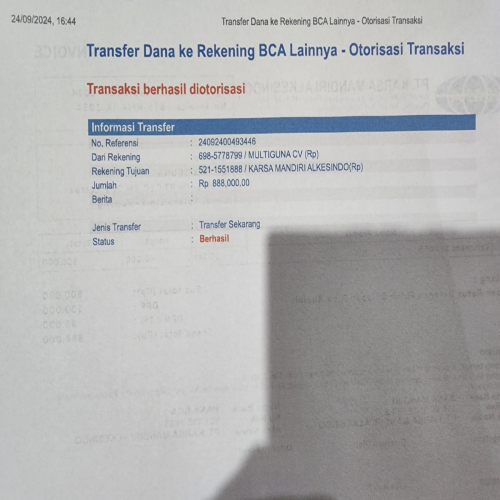 24/09/2024, 16:44 Transfer Dana ke Rekening BCA Lainnya - Otorisasi Transaksi
Transfer Dana ke Rekening BCA Lainnya - Otorisasi Transaksi
Transaksi berhasil diotorisasi
Informasi Transfer
No. Referensi : 24092400493446
Dari Rekening : 698-5778799 / MULTIGUNA CV (Rp)
Rekening Tujuan : 521-1551888 / KARSA MANDIRI ALKESINDO(Rp)
Jumlah : Rp 888,000.00
Berita :
Jenis Transfer : Transfer Sekarang
Status : Berhasil